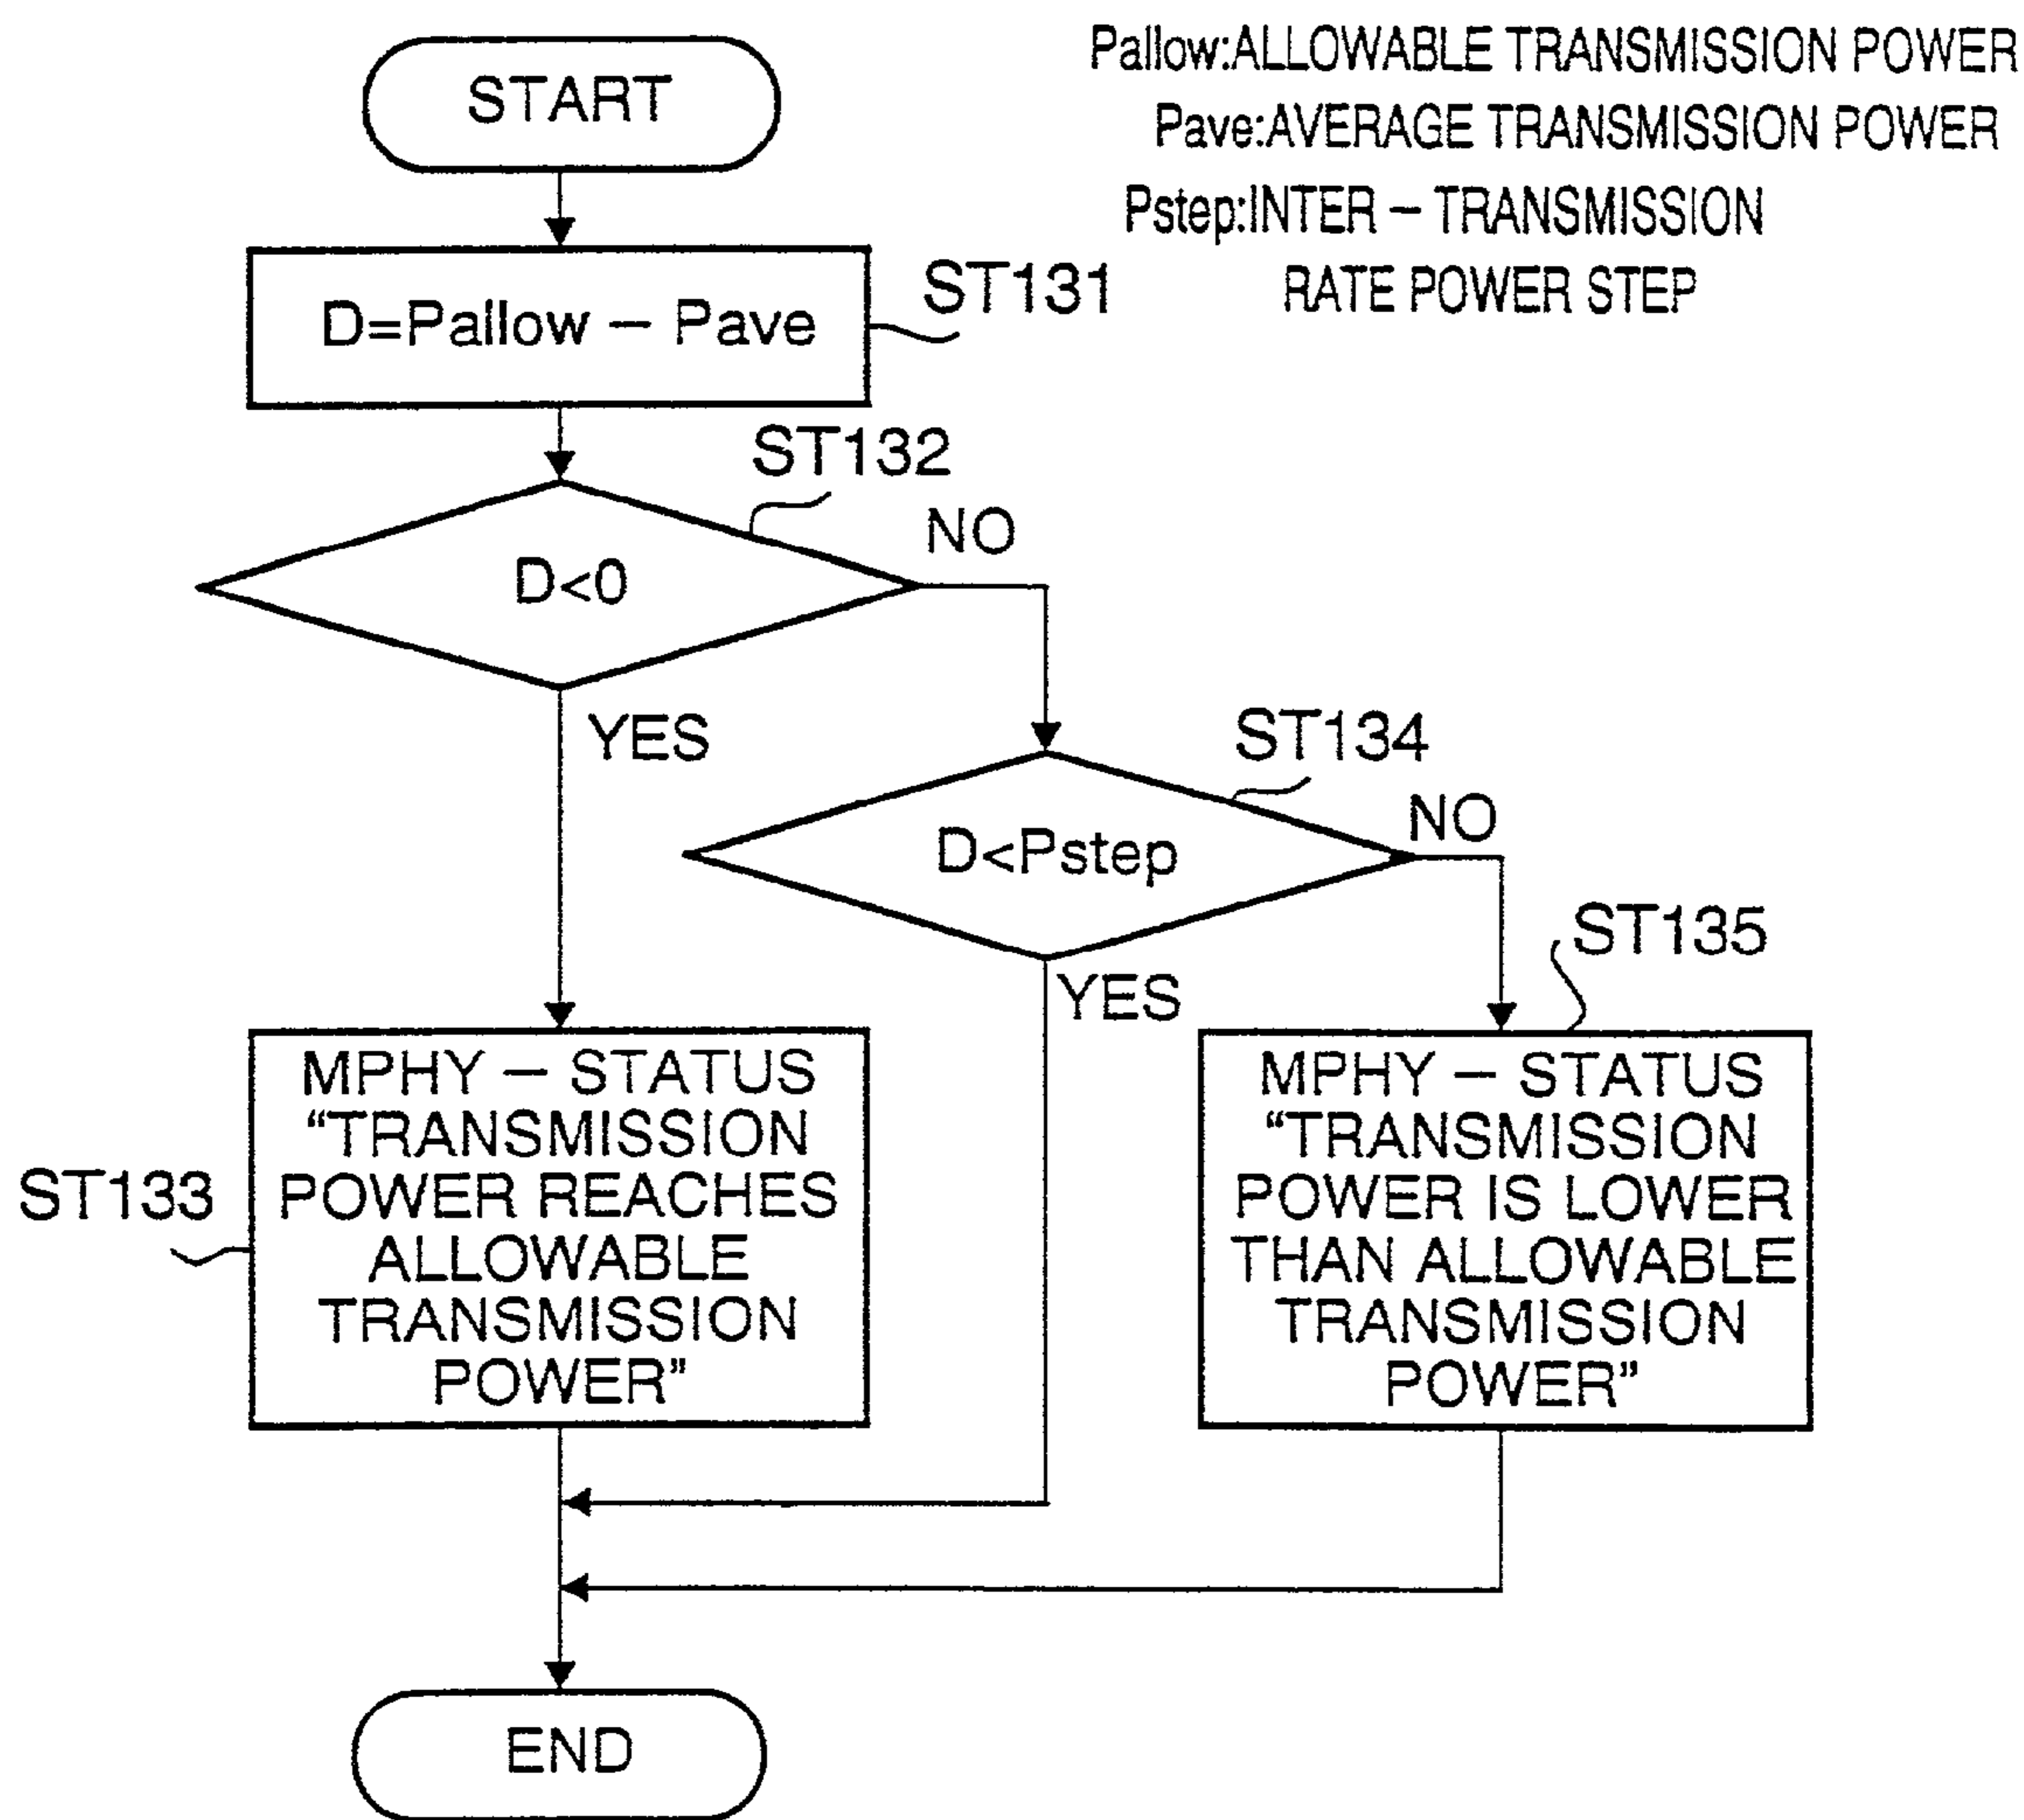 Pallow:ALLOWABLE TRANSMISSION POWER
Pave:AVERAGE TRANSMISSION POWER
Pstep:INTER – TRANSMISSION
RATE POWER STEP
START
D=Pallow – Pave
ST131
ST132
D<0
NO
YES
ST134
D<Pstep
NO
YES
ST135
ST133
MPHY – STATUS
“TRANSMISSION
POWER REACHES
ALLOWABLE
TRANSMISSION
POWER”
MPHY – STATUS
“TRANSMISSION
POWER IS LOWER
THAN ALLOWABLE
TRANSMISSION
POWER”
END